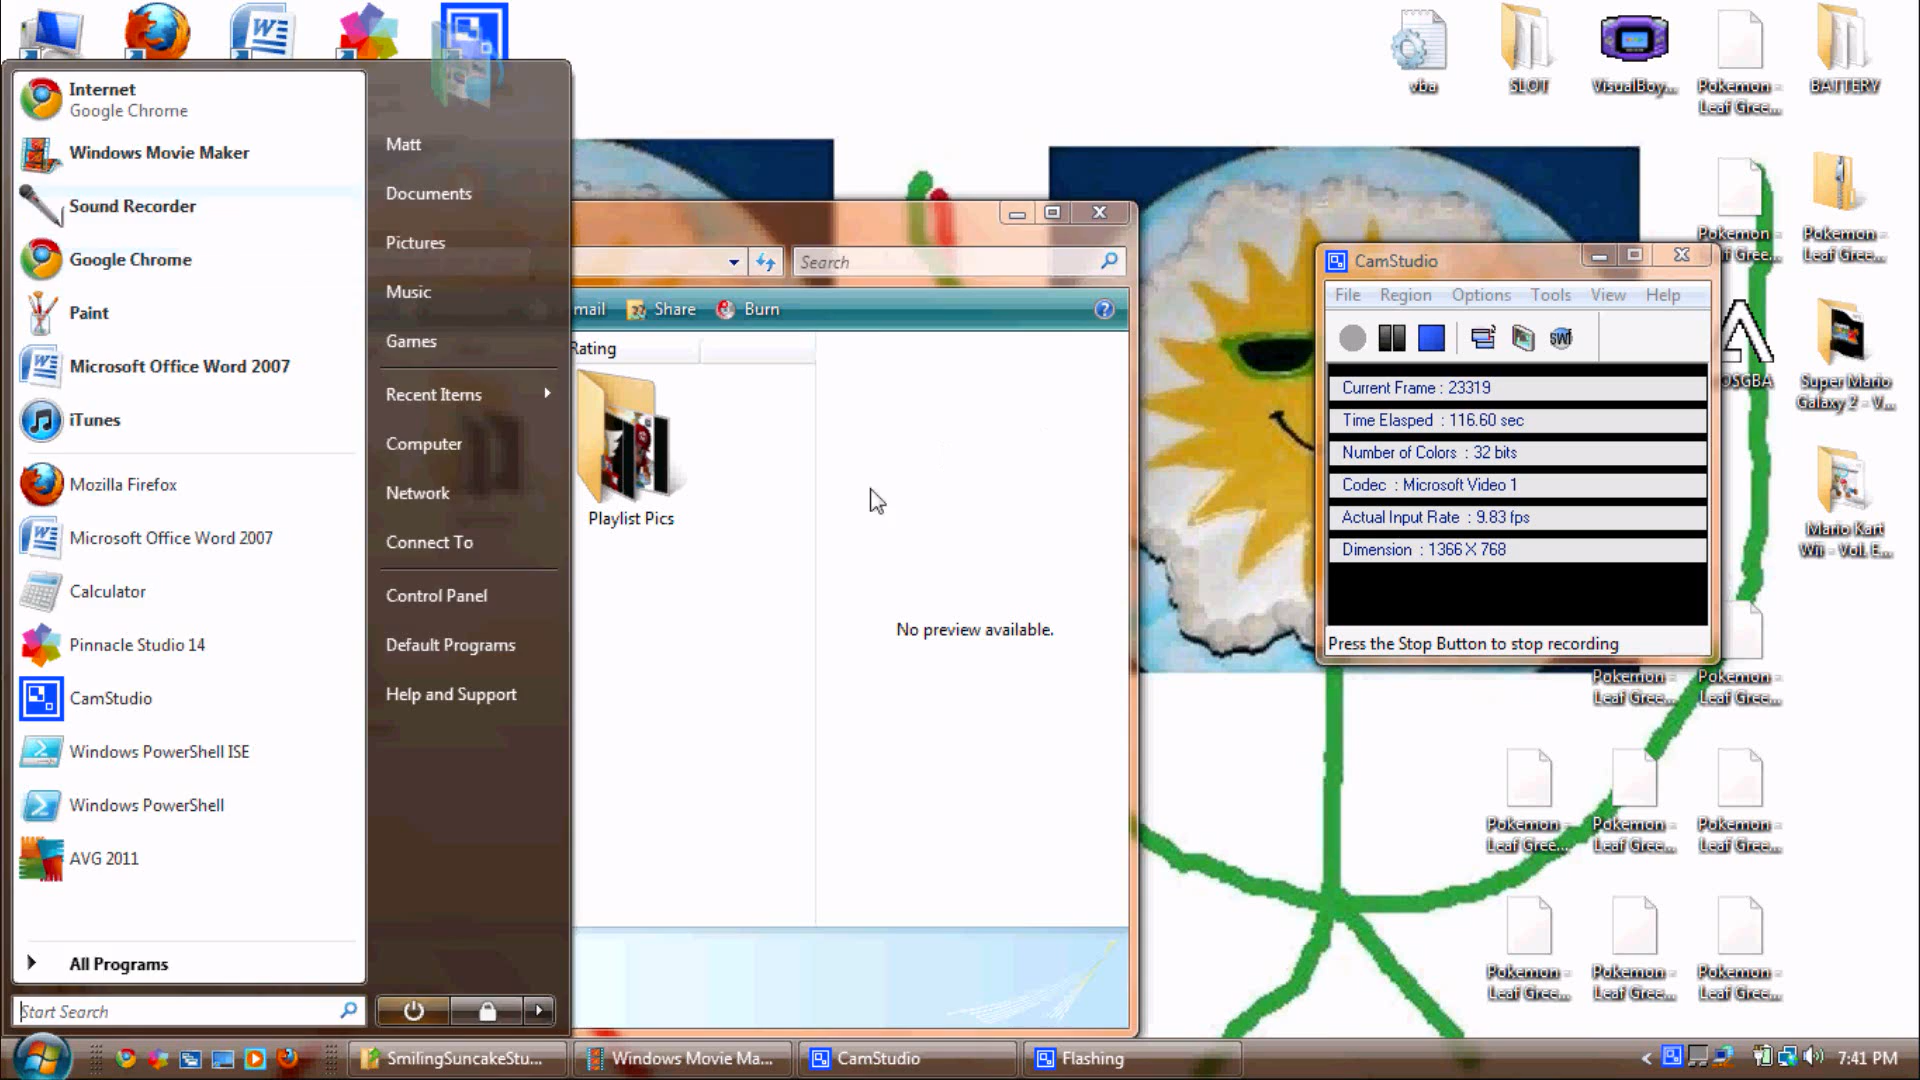 Internet
Google Chrome
Windows Movie Maker
Sound Recorder
Google Chrome
Paint
Microsoft Office Word 2007
iTunes
Mozilla Firefox
Microsoft Office Word 2007
Calculator
Pinnacle Studio 14
CamStudio
Windows PowerShell ISE
Windows PowerShell
AVG 2011
All Programs
Start Search
Matt
Documents
Pictures
Music
Games
Recent Items
Computer
Network
Connect To
Control Panel
Default Programs
Help and Support
Search
mail Share Burn
Rating
Playlist Pics
No preview available.
CamStudio
File Region Options Tools View Help
Current Frame : 23319
Time Elasped : 116.60 sec
Number of Colors : 32 bits
Codec : Microsoft Video 1
Actual Input Rate : 9.83 fps
Dimension : 1366 X 768
Press the Stop Button to stop recording
vba
SLOT
VisualBoy...
Pokemon -
Leaf Gree...
BATTERY
Pokemon -
Leaf Gree...
Pokemon -
Leaf Gree...
OSGBA
Super Mario
Galaxy 2 - V...
Mario Kart
Wii - Vol. E...
Pokemon -
Leaf Gree...
Pokemon -
Leaf Gree...
Pokemon -
Leaf Gree...
Pokemon -
Leaf Gree...
Pokemon -
Leaf Gree...
Pokemon -
Leaf Gree...
Pokemon -
Leaf Gree...
Pokemon -
Leaf Gree...
SmilingSuncakeStu...
Windows Movie Ma...
CamStudio
Flashing
7:41 PM